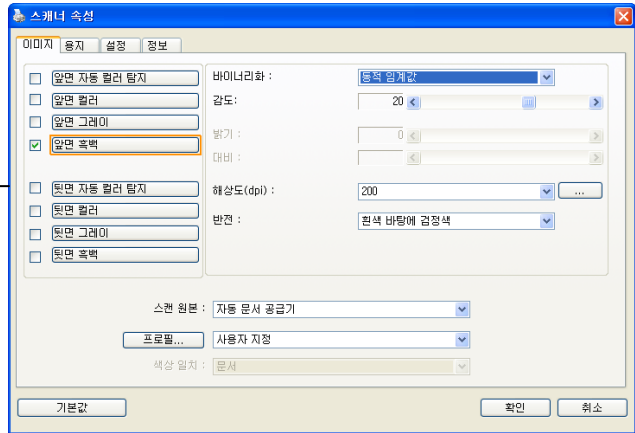 스캐너 속성
이미지 용지 설정 정보
앞면 자동 컬러 탐지
앞면 컬러
앞면 그레이
앞면 흑백
뒷면 자동 컬러 탐지
뒷면 컬러
뒷면 그레이
뒷면 흑백
바이너리화 : 동적 임계값
감도: 20
밝기 : 0
대비 :
해상도(dpi) : 200 ...
반전 : 흰색 바탕에 검정색
스캔 원본 : 자동 문서 공급기
프로필... 사용자 지정
색상 일치 : 문서
기본값 확인 취소